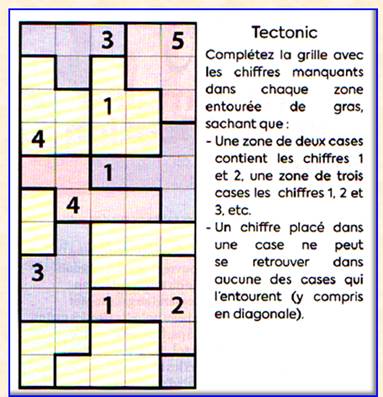 3 5
Tectonic
Complétez la grille avec
les chiffres manquants
dans chaque zone
entourée de gras,
sachant que :
1
4
- Une zone de deux cases
contient les chiffres 1
et 2, une zone de trois
cases les chiffres 1, 2 et
3, etc.
1
4
- Un chiffre placé dans
une case ne peut
se retrouver dans
aucune des cases qui
l'entourent (y compris
en diagonale).
3
1 2